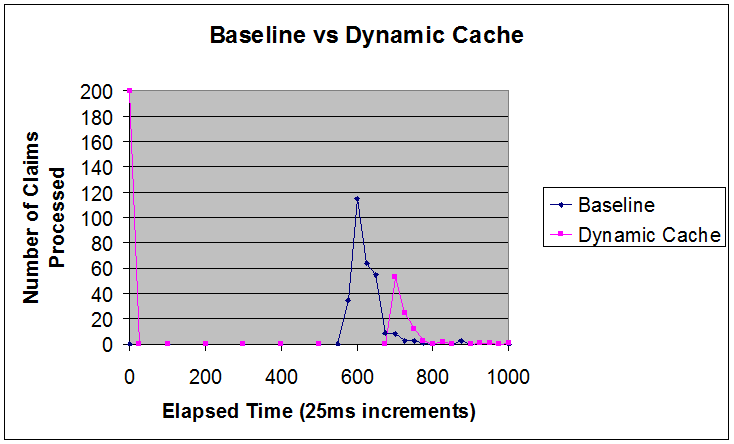 Baseline vs Dynamic Cache
Number of Claims
Processed
200
180
160
140
120
100
80
60
40
20
0
0 200 400 600 800 1000
Elapsed Time (25ms increments)
Baseline
Dynamic Cache